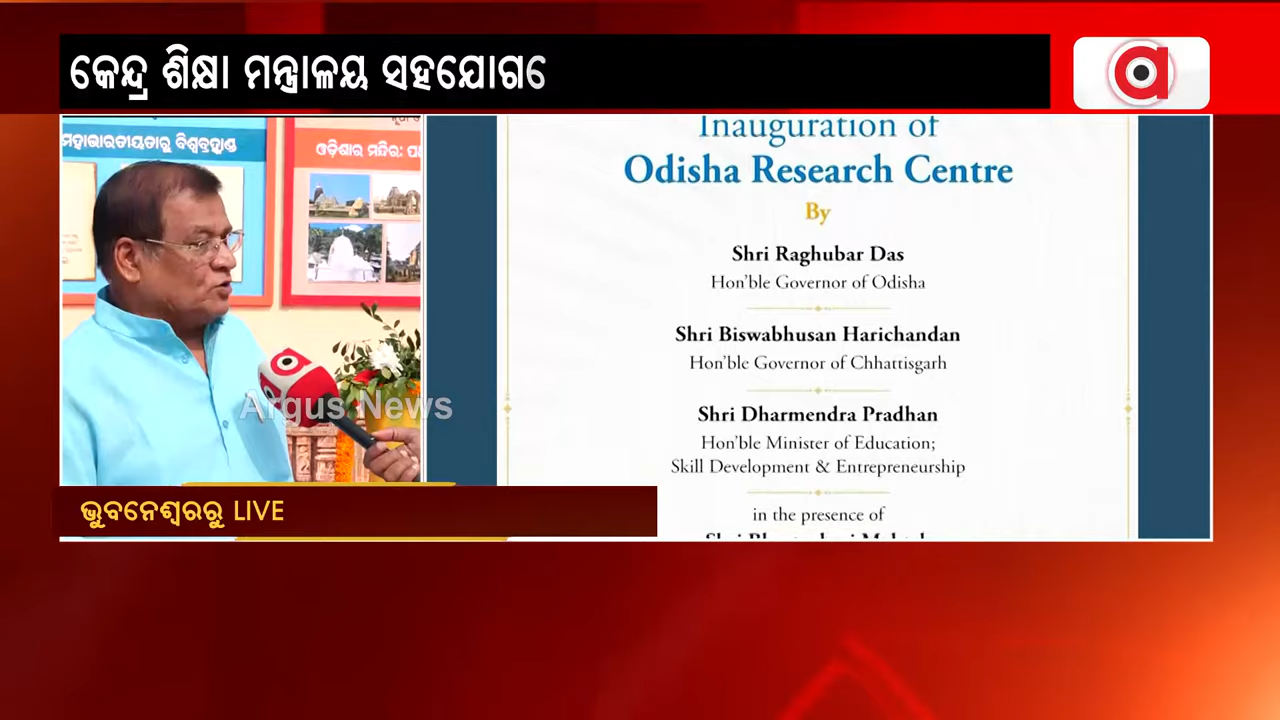 କେନ୍ଦ୍ର ଶିକ୍ଷା ମନ୍ତ୍ରାଳୟ ସହଯୋଗ
ମହାଭାରତୀୟତାରୁ ବିଶ୍ୱବ୍ରହ୍ମାଣ୍ଡ
ଓଡ଼ିଶାର ମନ୍ଦିର:
Argus News
Inauguration of
Odisha Research Centre
By
Shri Raghubar Das
Hon'ble Governor of Odisha
Shri Biswabhusan Harichandan
Hon'ble Governor of Chhattisgarh
Shri Dharmendra Pradhan
Hon'ble Minister of Education;
Skill Development & Entrepreneurship
in the presence of
ଭୁବନେଶ୍ୱରରୁ LIVE